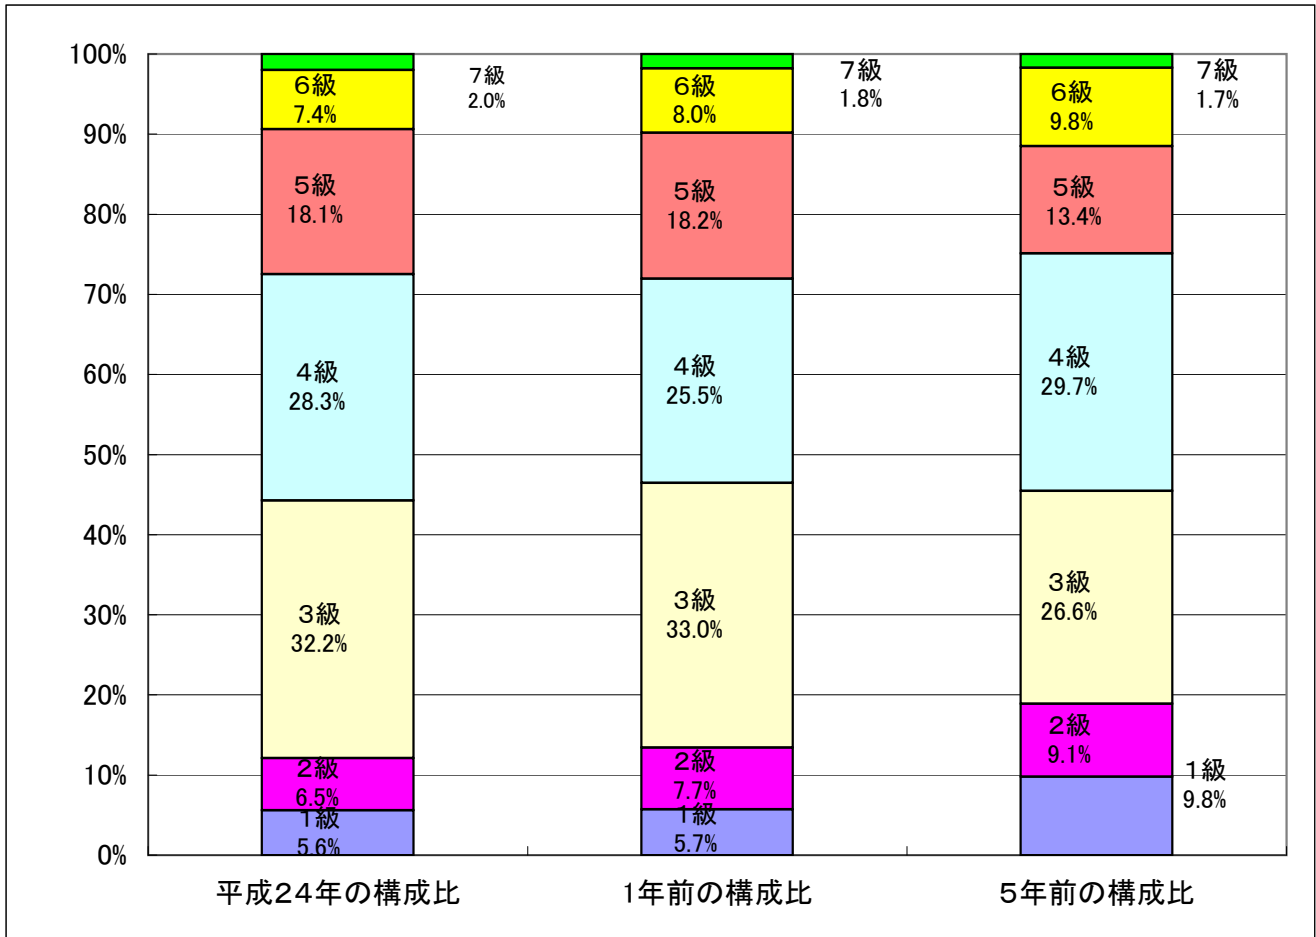 100%
90%
80%
70%
60%
50%
40%
30%
20%
10%
0%
7級
2.0%
6級
7.4%
5級
18.1%
4級
28.3%
3級
32.2%
2級
6.5%
1級
5.6%
7級
1.8%
6級
8.0%
5級
18.2%
4級
25.5%
3級
33.0%
2級
7.7%
1級
5.7%
7級
1.7%
6級
9.8%
5級
13.4%
4級
29.7%
3級
26.6%
2級
9.1%
1級
9.8%
平成24年の構成比
1年前の構成比
5年前の構成比